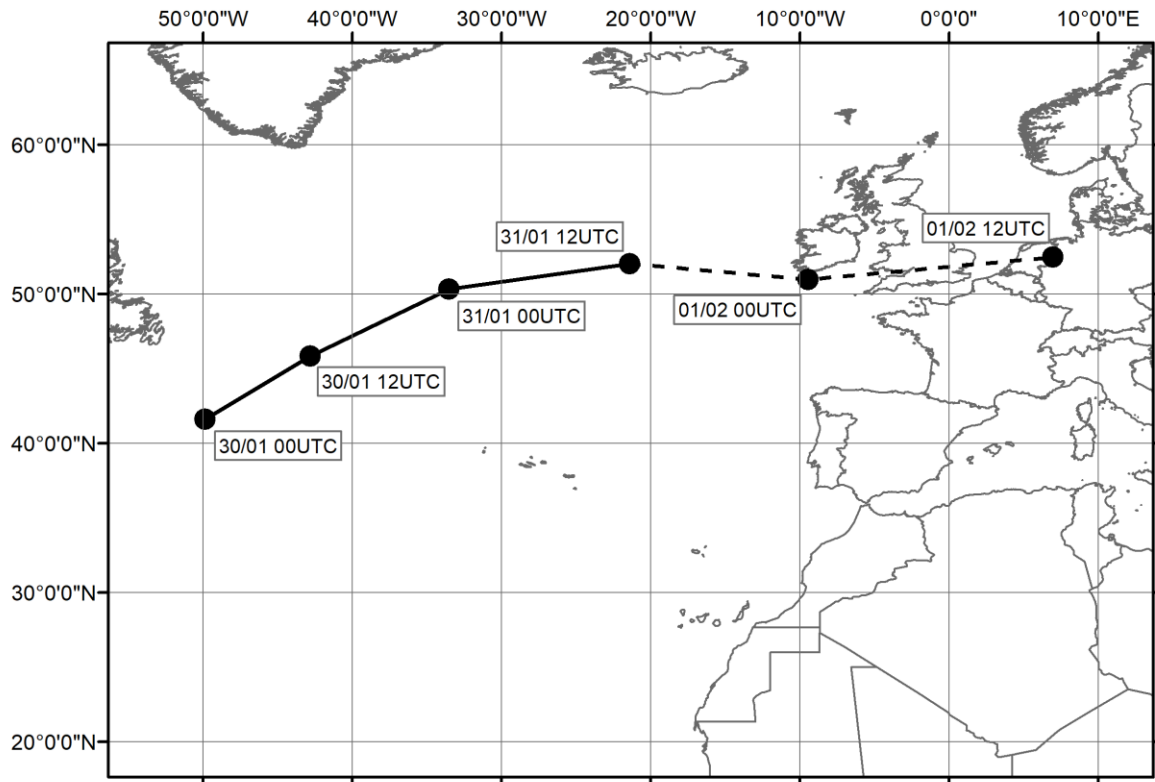 50°0'0"W
40°0'0"W
30°0'0"W
20°0'0"W
10°0'0"W
0°0'0"
10°0'0"E
60°0'0"N
50°0'0"N
40°0'0"N
30°0'0"N
20°0'0"N
31/01 12UTC
01/02 12UTC
31/01 00UTC
01/02 00UTC
30/01 12UTC
30/01 00UTC